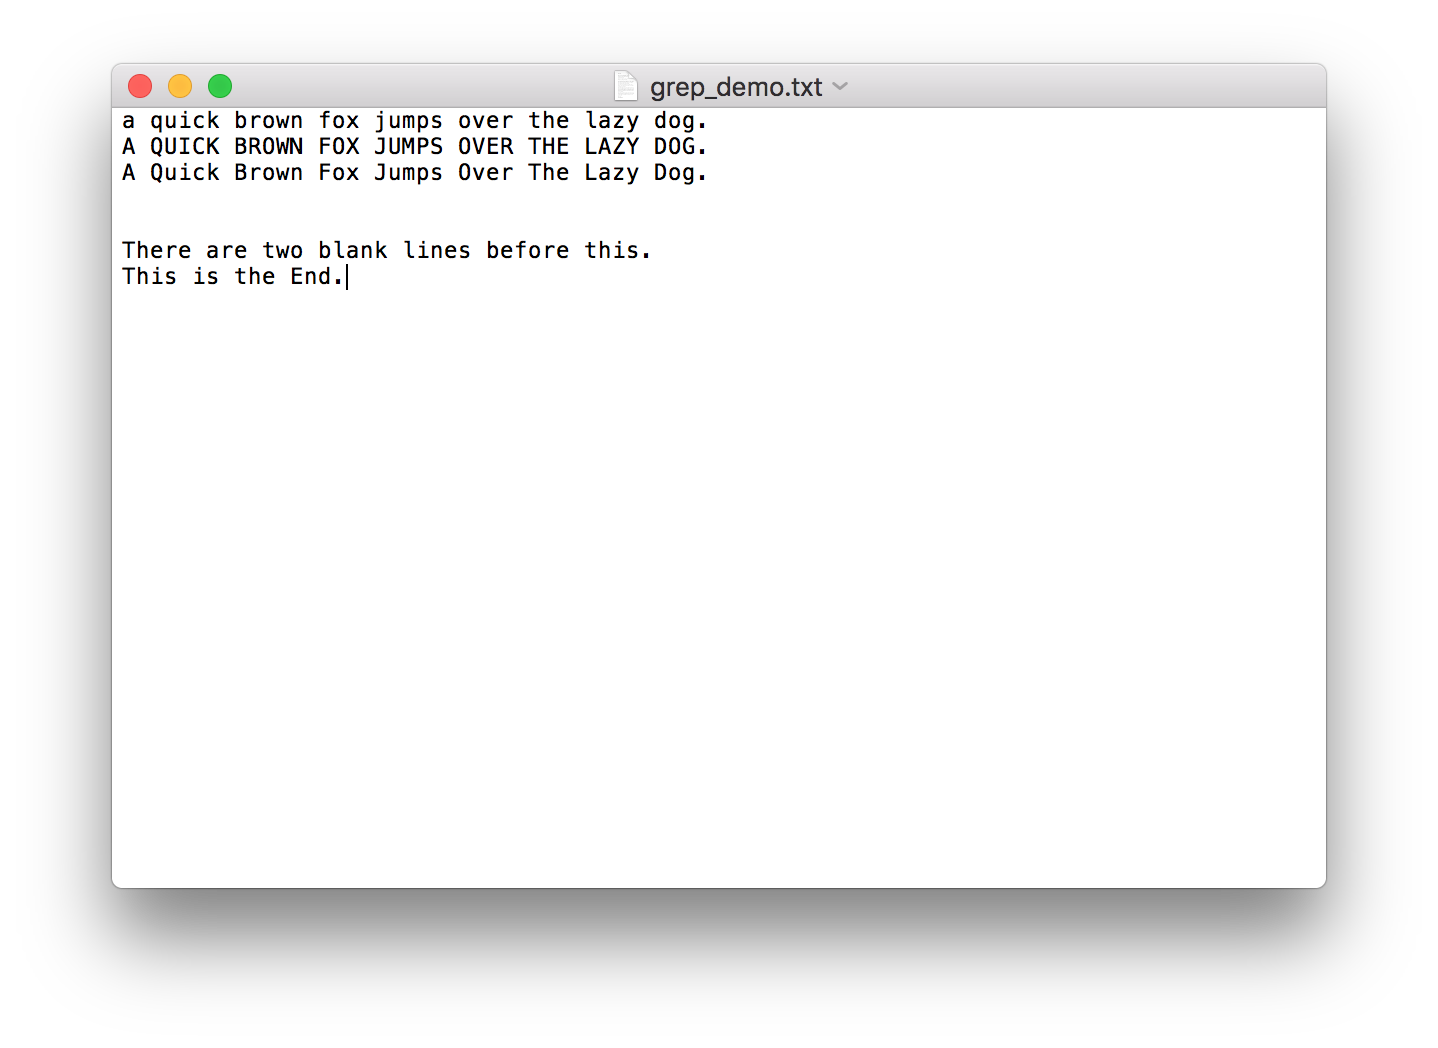 grep_demo.txt
a quick brown fox jumps over the lazy dog.
A QUICK BROWN FOX JUMPS OVER THE LAZY DOG.
A Quick Brown Fox Jumps Over The Lazy Dog.
There are two blank lines before this.
This is the End.